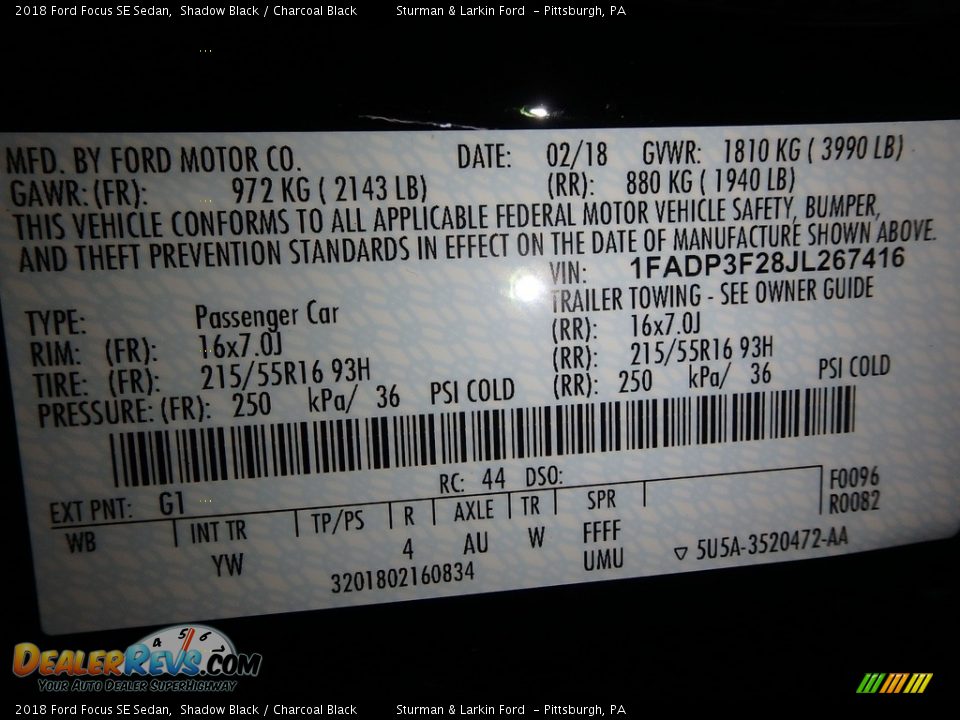 2018 Ford Focus SE Sedan, Shadow Black / Charcoal Black Sturman & Larkin Ford - Pittsburgh, PA
MFD. BY FORD MOTOR CO. DATE: 02/18 GVWR: 1810 KG ( 3990 LB)
GAWR: (FR): 972 KG ( 2143 LB) (RR): 880 KG ( 1940 LB)
THIS VEHICLE CONFORMS TO ALL APPLICABLE FEDERAL MOTOR VEHICLE SAFETY, BUMPER,
AND THEFT PREVENTION STANDARDS IN EFFECT ON THE DATE OF MANUFACTURE SHOWN ABOVE.
VIN: 1FADP3F28JL267416
TYPE: Passenger Car TRAILER TOWING - SEE OWNER GUIDE
RIM: (FR): 16x7.0J (RR): 16x7.0J
TIRE: (FR): 215/55R16 93H (RR): 215/55R16 93H
PRESSURE: (FR): 250 kPa/ 36 PSI COLD (RR): 250 kPa/ 36 PSI COLD
EXT PNT: G1 RC: 44 DSO: F0096
WB INT TR TP/PS R AXLE TR SPR R0082
YW 4 AU W FFFF
UMU
3201802160834 ▽ 5U5A-3520472-AA
4 5 6
DEALERREVS.COM
Your Auto Dealer SuperHighway
2018 Ford Focus SE Sedan, Shadow Black / Charcoal Black Sturman & Larkin Ford - Pittsburgh, PA